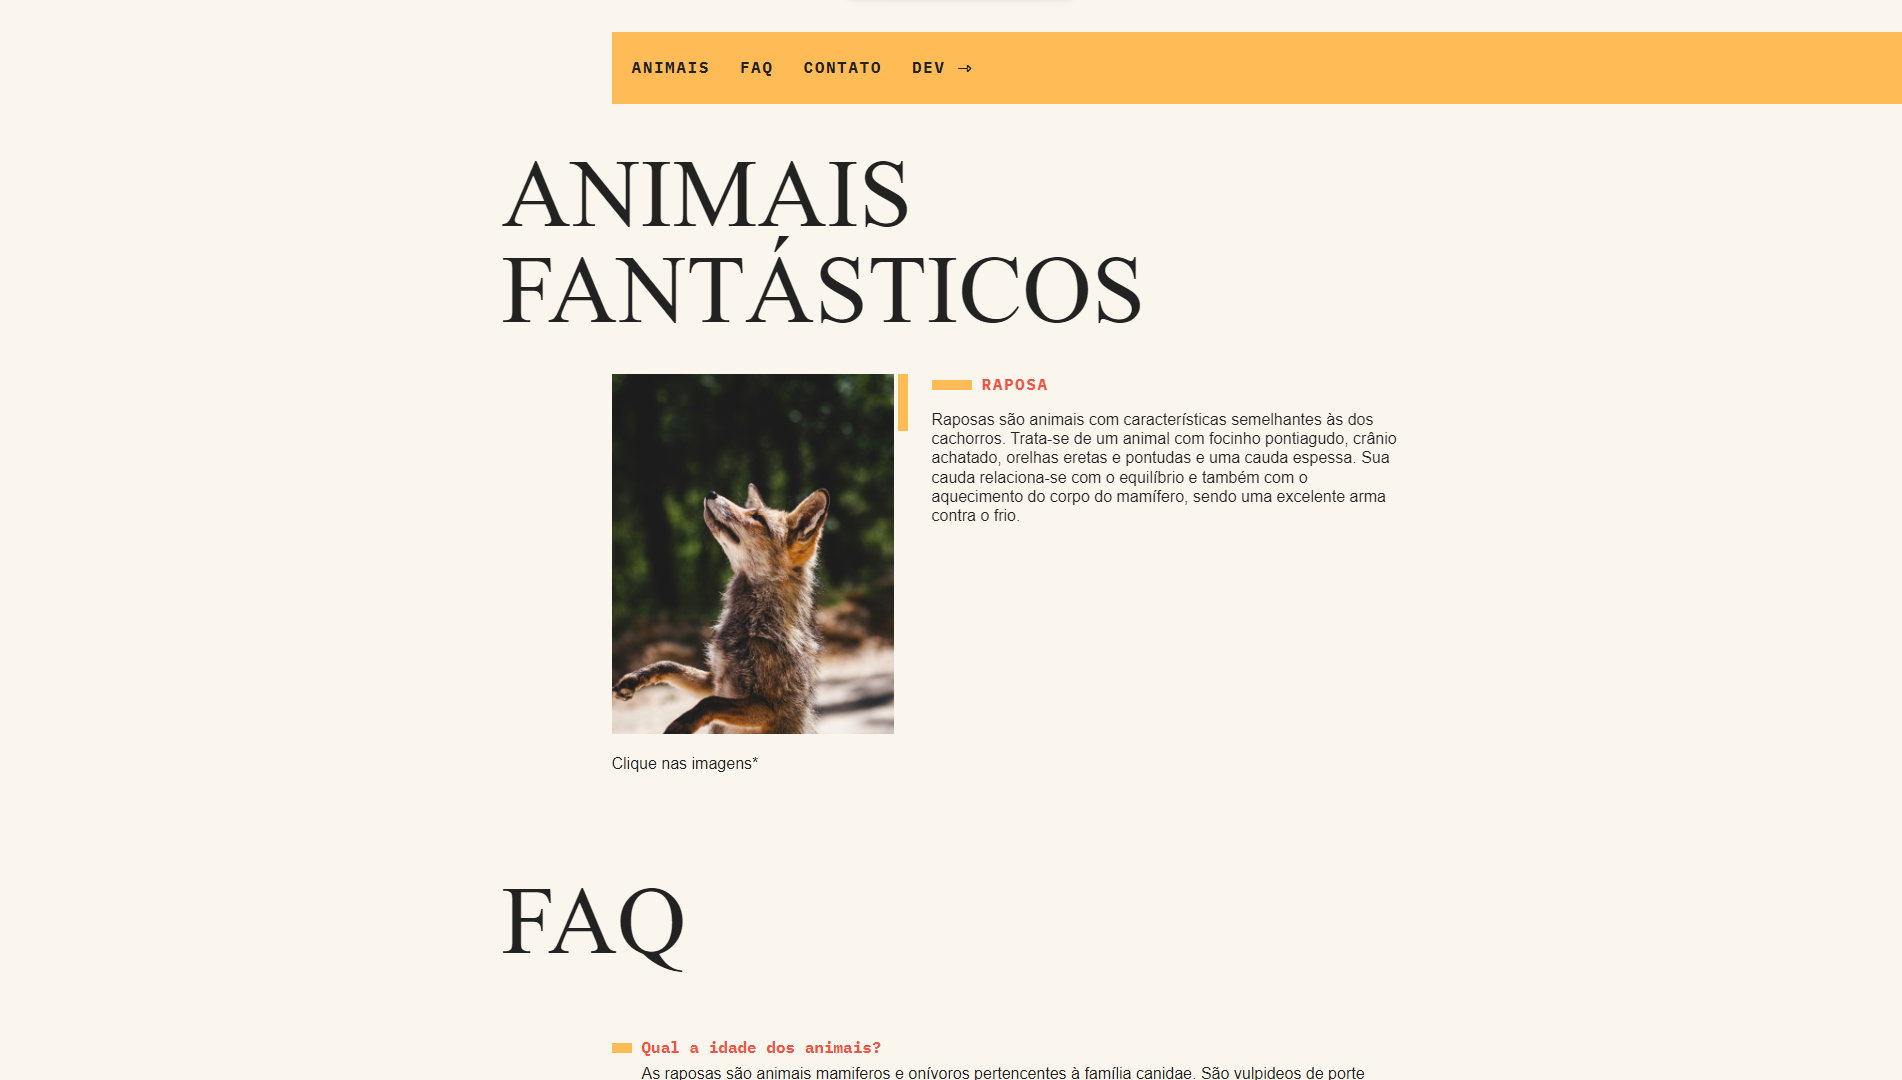 ANIMAIS FAQ CONTATO DEV →
ANIMAIS
FANTÁSTICOS
RAPOSA
Raposas são animais com características semelhantes às dos
cachorros. Trata-se de um animal com focinho pontiagudo, crânio
achatado, orelhas eretas e pontudas e uma cauda espessa. Sua
cauda relaciona-se com o equilíbrio e também com o
aquecimento do corpo do mamífero, sendo uma excelente arma
contra o frio.
Clique nas imagens*
FAQ
Qual a idade dos animais?
As raposas são animais mamiferos e onívoros pertencentes à família canidae. São vulpideos de porte